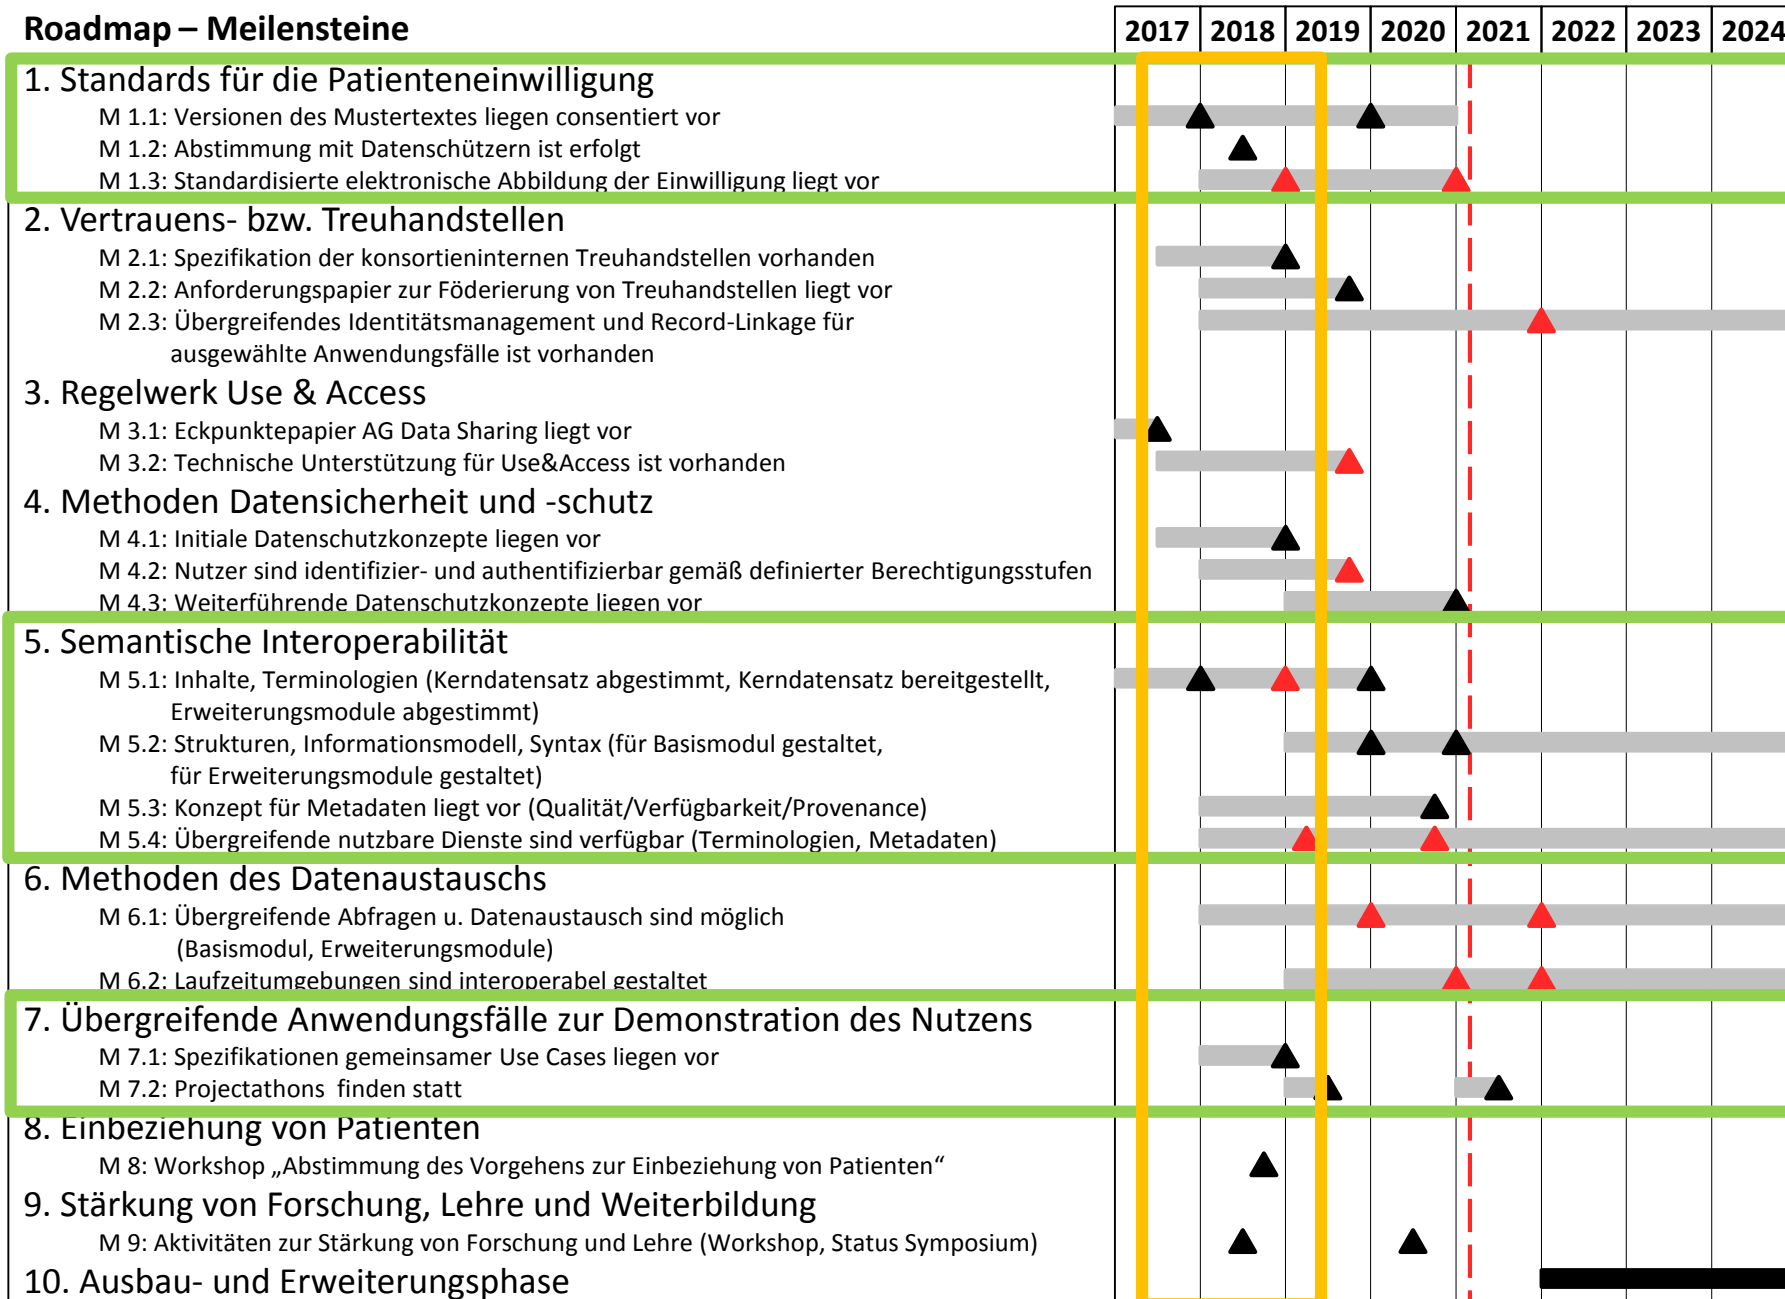 Roadmap – Meilensteine 2017 2018 2019 2020 2021 2022 2023 2024
1. Standards für die Patienteneinwilligung
M 1.1: Versionen des Mustertextes liegen consentiert vor
M 1.2: Abstimmung mit Datenschützern ist erfolgt
M 1.3: Standardisierte elektronische Abbildung der Einwilligung liegt vor
2. Vertrauens- bzw. Treuhandstellen
M 2.1: Spezifikation der konsortieninternen Treuhandstellen vorhanden
M 2.2: Anforderungspapier zur Föderierung von Treuhandstellen liegt vor
M 2.3: Übergreifendes Identitätsmanagement und Record-Linkage für
ausgewählte Anwendungsfälle ist vorhanden
3. Regelwerk Use & Access
M 3.1: Eckpunktepapier AG Data Sharing liegt vor
M 3.2: Technische Unterstützung für Use&Access ist vorhanden
4. Methoden Datensicherheit und -schutz
M 4.1: Initiale Datenschutzkonzepte liegen vor
M 4.2: Nutzer sind identifizier- und authentifizierbar gemäß definierter Berechtigungsstufen
M 4.3: Weiterführende Datenschutzkonzepte liegen vor
5. Semantische Interoperabilität
M 5.1: Inhalte, Terminologien (Kerndatensatz abgestimmt, Kerndatensatz bereitgestellt,
Erweiterungsmodule abgestimmt)
M 5.2: Strukturen, Informationsmodell, Syntax (für Basismodul gestaltet,
für Erweiterungsmodule gestaltet)
M 5.3: Konzept für Metadaten liegt vor (Qualität/Verfügbarkeit/Provenance)
M 5.4: Übergreifende nutzbare Dienste sind verfügbar (Terminologien, Metadaten)
6. Methoden des Datenaustauschs
M 6.1: Übergreifende Abfragen u. Datenaustausch sind möglich
(Basismodul, Erweiterungsmodule)
M 6.2: Laufzeitumgebungen sind interoperabel gestaltet
7. Übergreifende Anwendungsfälle zur Demonstration des Nutzens
M 7.1: Spezifikationen gemeinsamer Use Cases liegen vor
M 7.2: Projectathons finden statt
8. Einbeziehung von Patienten
M 8: Workshop „Abstimmung des Vorgehens zur Einbeziehung von Patienten“
9. Stärkung von Forschung, Lehre und Weiterbildung
M 9: Aktivitäten zur Stärkung von Forschung und Lehre (Workshop, Status Symposium)
10. Ausbau- und Erweiterungsphase